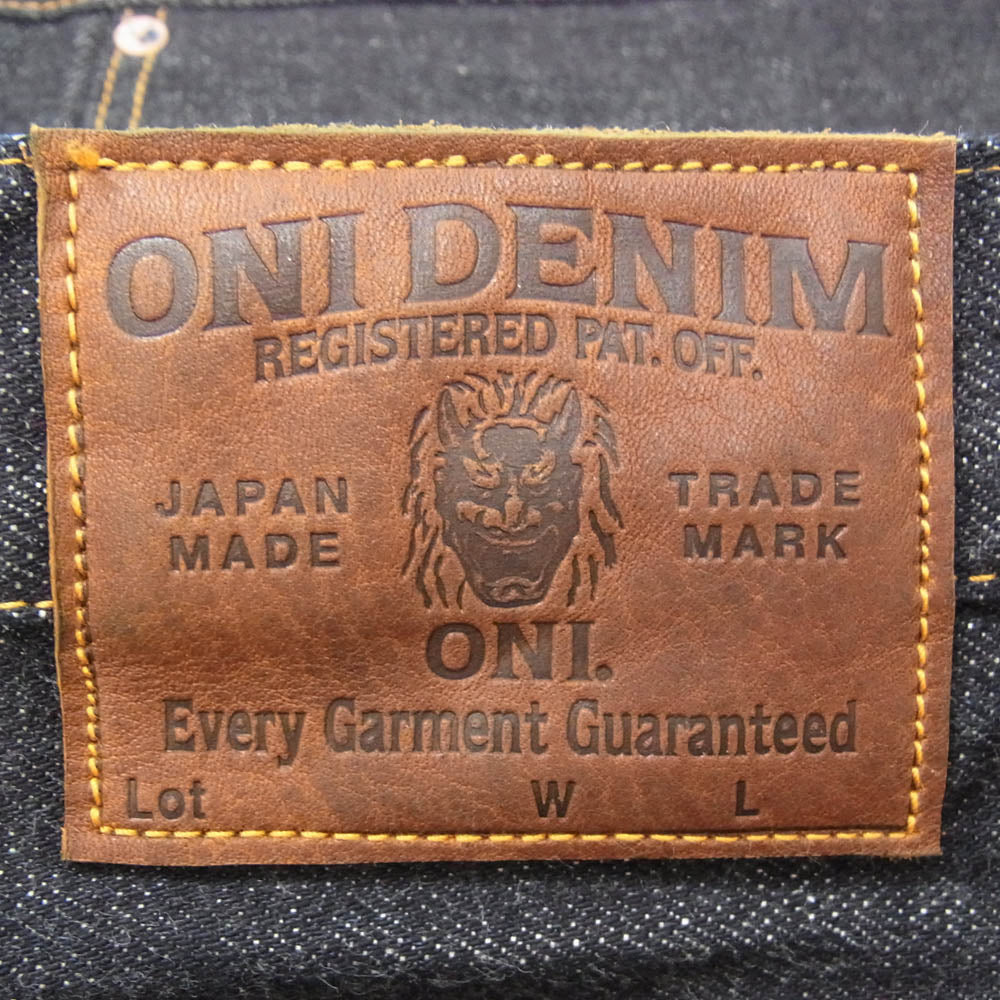 ONI DENIM
REGISTERED PAT. OFF.
JAPAN MADE
TRADE MARK
ONI.
Every Garment Guaranteed
Lot W L